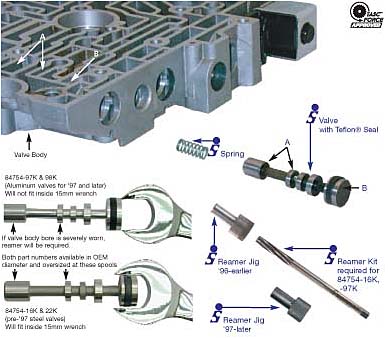 "TASC
FORCE
APPROVED"
A
B
Valve
with Teflon® Seal
Valve Body
Spring
A
B
84754-97K & 98K
(Aluminum valves for '97 and later)
Will not fit inside 15mm wrench
If valve body bore is severely worn,
reamer will be required.
Both part numbers available in OEM
diameter and oversized at these spools
84754-16K & 22K
(pre-'97 steel valves)
Will fit inside 15mm wrench
Reamer Jig
'96-earlier
Reamer Kit
required for
84754-16K,
-97K
Reamer Jig
'97-later